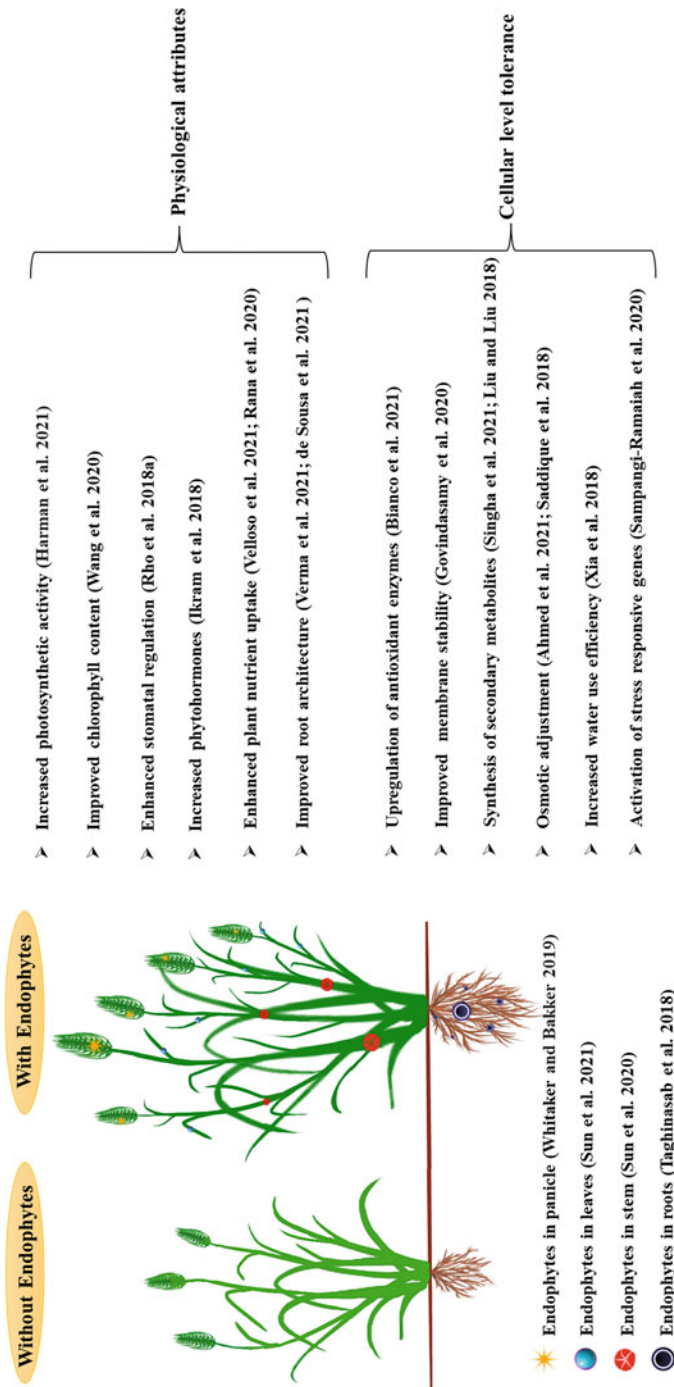 Without Endophytes
With Endophytes
Endophytes in panicle (Whitaker and Bakker 2019)
Endophytes in leaves (Sun et al. 2021)
Endophytes in stem (Sun et al. 2020)
Endophytes in roots (Taghinasab et al. 2018)
➤ Increased photosynthetic activity (Harman et al. 2021)
➤ Improved chlorophyll content (Wang et al. 2020)
➤ Enhanced stomatal regulation (Rho et al. 2018a)
➤ Increased phytohormones (Ikram et al. 2018)
➤ Enhanced plant nutrient uptake (Velloso et al. 2021; Rana et al. 2020)
➤ Improved root architecture (Verma et al. 2021; de Sousa et al. 2021)
Physiological attributes
➤ Upregulation of antioxidant enzymes (Bianco et al. 2021)
➤ Improved membrane stability (Govindasamy et al. 2020)
➤ Synthesis of secondary metabolites (Singha et al. 2021; Liu and Liu 2018)
➤ Osmotic adjustment (Ahmed et al. 2021; Saddique et al. 2018)
➤ Increased water use efficiency (Xia et al. 2018)
➤ Activation of stress responsive genes (Sampangi-Ramaiah et al. 2020)
Cellular level tolerance